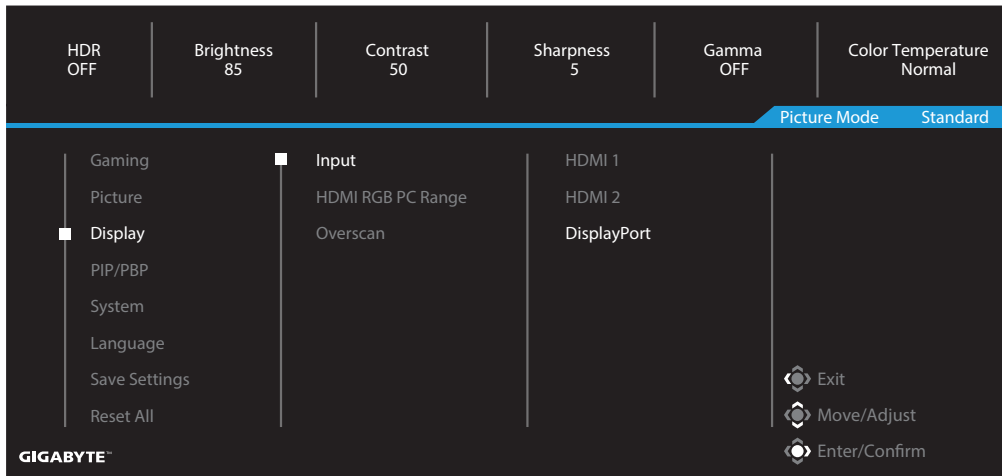 HDR
OFF
Brightness
85
Contrast
50
Sharpness
5
Gamma
OFF
Color Temperature
Normal
Picture Mode Standard
Gaming
Picture
Display
PIP/PBP
System
Language
Save Settings
Reset All
Input
HDMI RGB PC Range
Overscan
HDMI 1
HDMI 2
DisplayPort
Exit
Move/Adjust
Enter/Confirm
GIGABYTE™